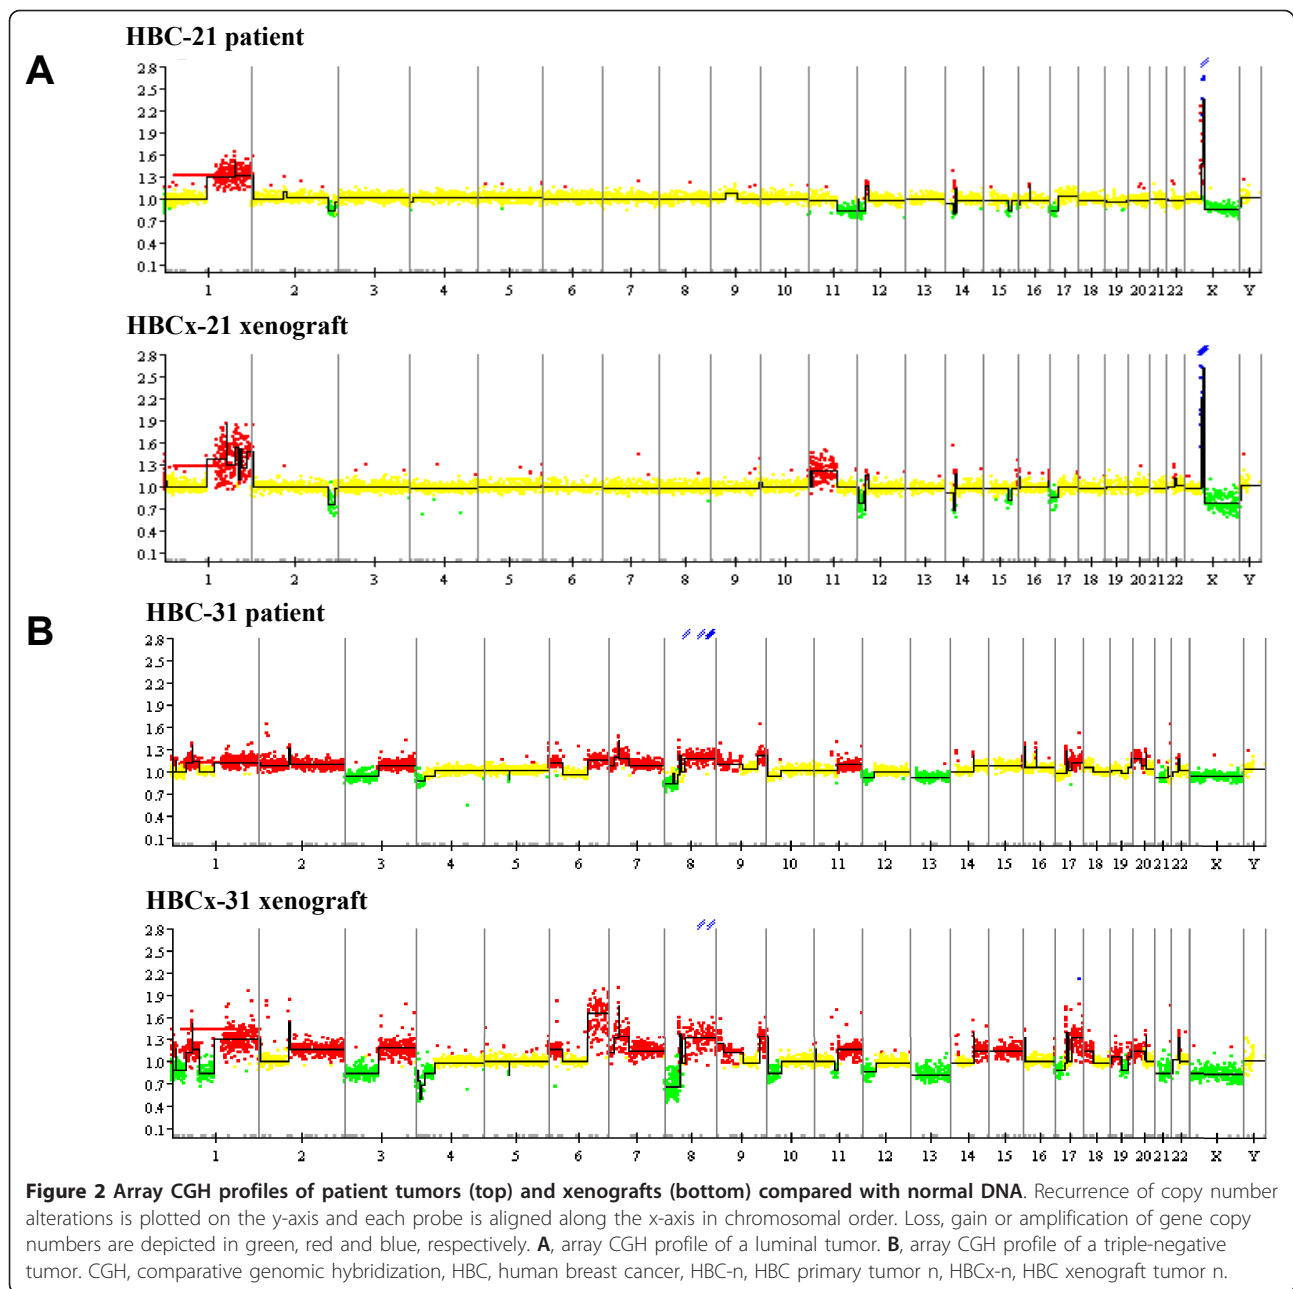 HBC-21 patient
A
2.8
2.5
2.2
1.9
1.6
1.3
1.0
0.7
0.4
0.1
1 2 3 4 5 6 7 8 9 10 11 12 13 14 15 16 17 18 19 20 21 22 X Y
HBCx-21 xenograft
2.8
2.5
2.2
1.9
1.6
1.3
1.0
0.7
0.4
0.1
1 2 3 4 5 6 7 8 9 10 11 12 13 14 15 16 17 18 19 20 21 22 X Y
B
HBC-31 patient
2.8
2.5
2.2
1.9
1.6
1.3
1.0
0.7
0.4
0.1
1 2 3 4 5 6 7 8 9 10 11 12 13 14 15 16 17 18 19 20 21 22 X Y
HBCx-31 xenograft
2.8
2.5
2.2
1.9
1.6
1.3
1.0
0.7
0.4
0.1
1 2 3 4 5 6 7 8 9 10 11 12 13 14 15 16 17 18 19 20 21 22 X Y
Figure 2 Array CGH profiles of patient tumors (top) and xenografts (bottom) compared with normal DNA. Recurrence of copy number
alterations is plotted on the y-axis and each probe is aligned along the x-axis in chromosomal order. Loss, gain or amplification of gene copy
numbers are depicted in green, red and blue, respectively. A, array CGH profile of a luminal tumor. B, array CGH profile of a triple-negative
tumor. CGH, comparative genomic hybridization, HBC, human breast cancer, HBC-n, HBC primary tumor n, HBCx-n, HBC xenograft tumor n.